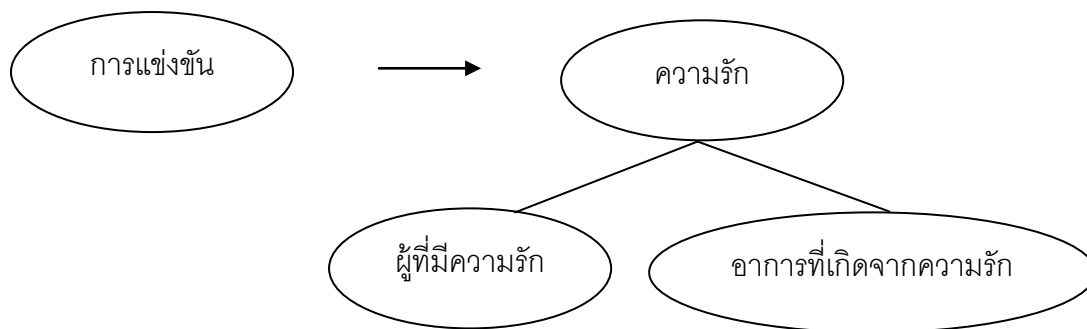 การแข่งขัน
ความรัก
ผู้ที่มีความรัก
อาการที่เกิดจากความรัก